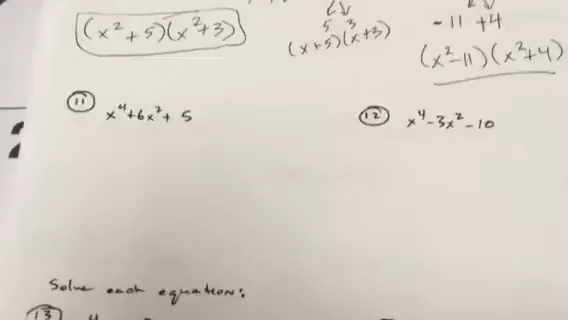 (x² + 5)(x² + 3)
5 3
(x + 5)(x + 3)
-11 +4
(x² - 11)(x² + 4)
11
x⁴ + 6x² + 5
12
x⁴ - 3x² - 10
Solve each equation:
13